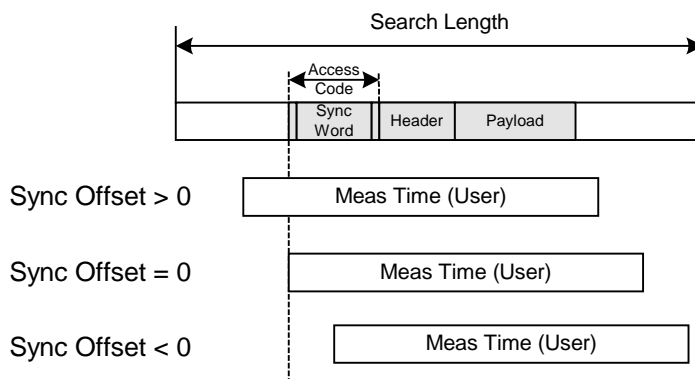 Search Length
Access
Code
Sync
Word
Header
Payload
Sync Offset > 0
Meas Time (User)
Sync Offset = 0
Meas Time (User)
Sync Offset < 0
Meas Time (User)